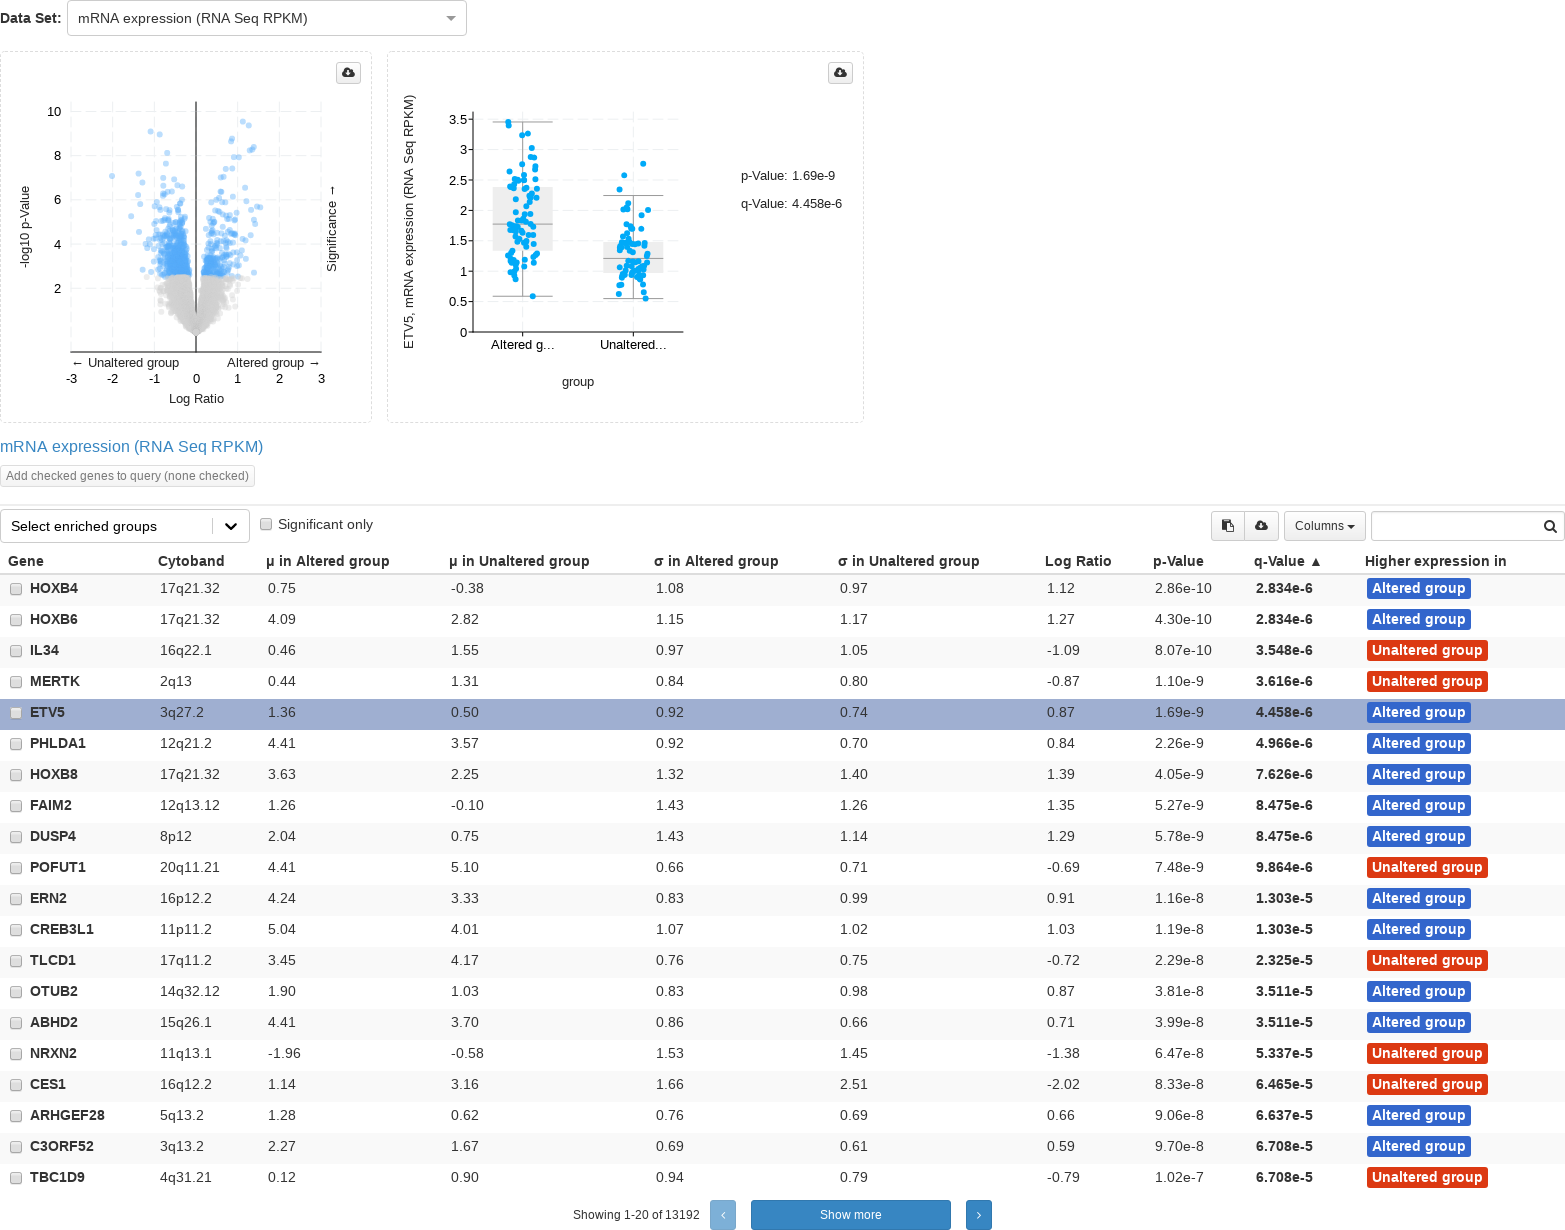 Data Set: mRNA expression (RNA Seq RPKM)
10
8
6
4
2
-log10 p-Value
Significance →
← Unaltered group Altered group →
-3 -2 -1 0 1 2 3
Log Ratio
ETV5, mRNA expression (RNA Seq RPKM)
3.5
3
2.5
2
1.5
1
0.5
0
Altered g... Unaltered...
group
p-Value: 1.69e-9
q-Value: 4.458e-6
mRNA expression (RNA Seq RPKM)
Add checked genes to query (none checked)
Select enriched groups Significant only Columns
Gene Cytoband μ in Altered group μ in Unaltered group σ in Altered group σ in Unaltered group Log Ratio p-Value q-Value ▲ Higher expression in
HOXB4 17q21.32 0.75 -0.38 1.08 0.97 1.12 2.86e-10 2.834e-6 Altered group
HOXB6 17q21.32 4.09 2.82 1.15 1.17 1.27 4.30e-10 2.834e-6 Altered group
IL34 16q22.1 0.46 1.55 0.97 1.05 -1.09 8.07e-10 3.548e-6 Unaltered group
MERTK 2q13 0.44 1.31 0.84 0.80 -0.87 1.10e-9 3.616e-6 Unaltered group
ETV5 3q27.2 1.36 0.50 0.92 0.74 0.87 1.69e-9 4.458e-6 Altered group
PHLDA1 12q21.2 4.41 3.57 0.92 0.70 0.84 2.26e-9 4.966e-6 Altered group
HOXB8 17q21.32 3.63 2.25 1.32 1.40 1.39 4.05e-9 7.626e-6 Altered group
FAIM2 12q13.12 1.26 -0.10 1.43 1.26 1.35 5.27e-9 8.475e-6 Altered group
DUSP4 8p12 2.04 0.75 1.43 1.14 1.29 5.78e-9 8.475e-6 Altered group
POFUT1 20q11.21 4.41 5.10 0.66 0.71 -0.69 7.48e-9 9.864e-6 Unaltered group
ERN2 16p12.2 4.24 3.33 0.83 0.99 0.91 1.16e-8 1.303e-5 Altered group
CREB3L1 11p11.2 5.04 4.01 1.07 1.02 1.03 1.19e-8 1.303e-5 Altered group
TLCD1 17q11.2 3.45 4.17 0.76 0.75 -0.72 2.29e-8 2.325e-5 Unaltered group
OTUB2 14q32.12 1.90 1.03 0.83 0.98 0.87 3.81e-8 3.511e-5 Altered group
ABHD2 15q26.1 4.41 3.70 0.86 0.66 0.71 3.99e-8 3.511e-5 Altered group
NRXN2 11q13.1 -1.96 -0.58 1.53 1.45 -1.38 6.47e-8 5.337e-5 Unaltered group
CES1 16q12.2 1.14 3.16 1.66 2.51 -2.02 8.33e-8 6.465e-5 Unaltered group
ARHGEF28 5q13.2 1.28 0.62 0.76 0.69 0.66 9.06e-8 6.637e-5 Altered group
C3ORF52 3q13.2 2.27 1.67 0.69 0.61 0.59 9.70e-8 6.708e-5 Altered group
TBC1D9 4q31.21 0.12 0.90 0.94 0.79 -0.79 1.02e-7 6.708e-5 Unaltered group
Showing 1-20 of 13192 ‹ Show more ›